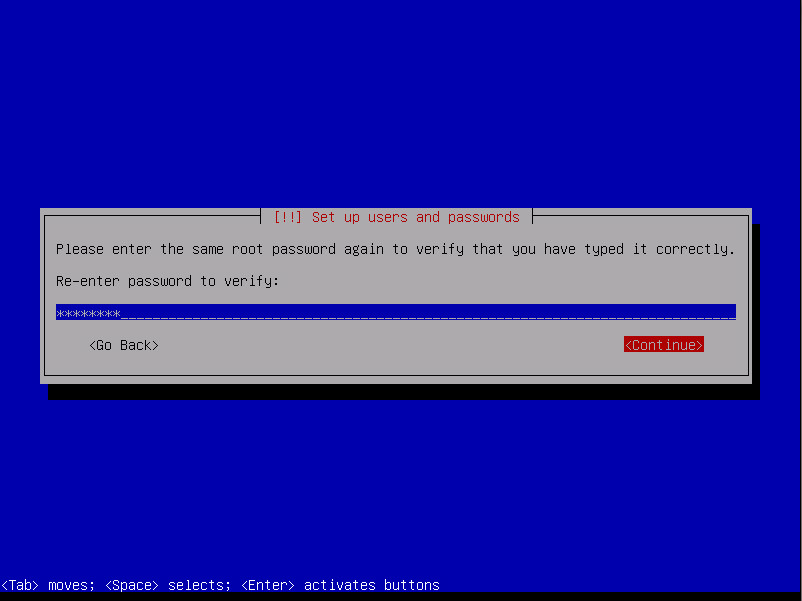 [!!] Set up users and passwords
Please enter the same root password again to verify that you have typed it correctly.
Re-enter password to verify:
********_____________________________________________________________________________
<Go Back> <Continue>
<Tab> moves; <Space> selects; <Enter> activates buttons